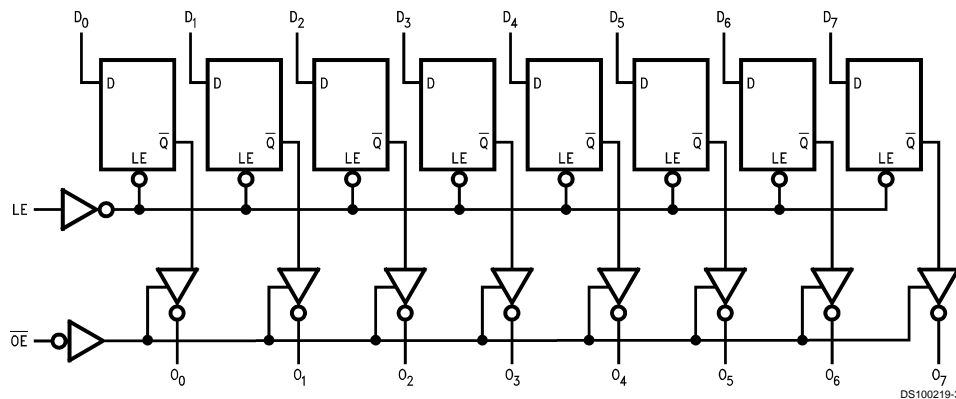 D₀ D₁ D₂ D₃ D₄ D₅ D₆ D₇
D D D D D D D D
Q̅ Q̅ Q̅ Q̅ Q̅ Q̅ Q̅ Q̅
LE LE LE LE LE LE LE LE
LE
O̅E̅
O₀ O₁ O₂ O₃ O₄ O₅ O₆ O₇